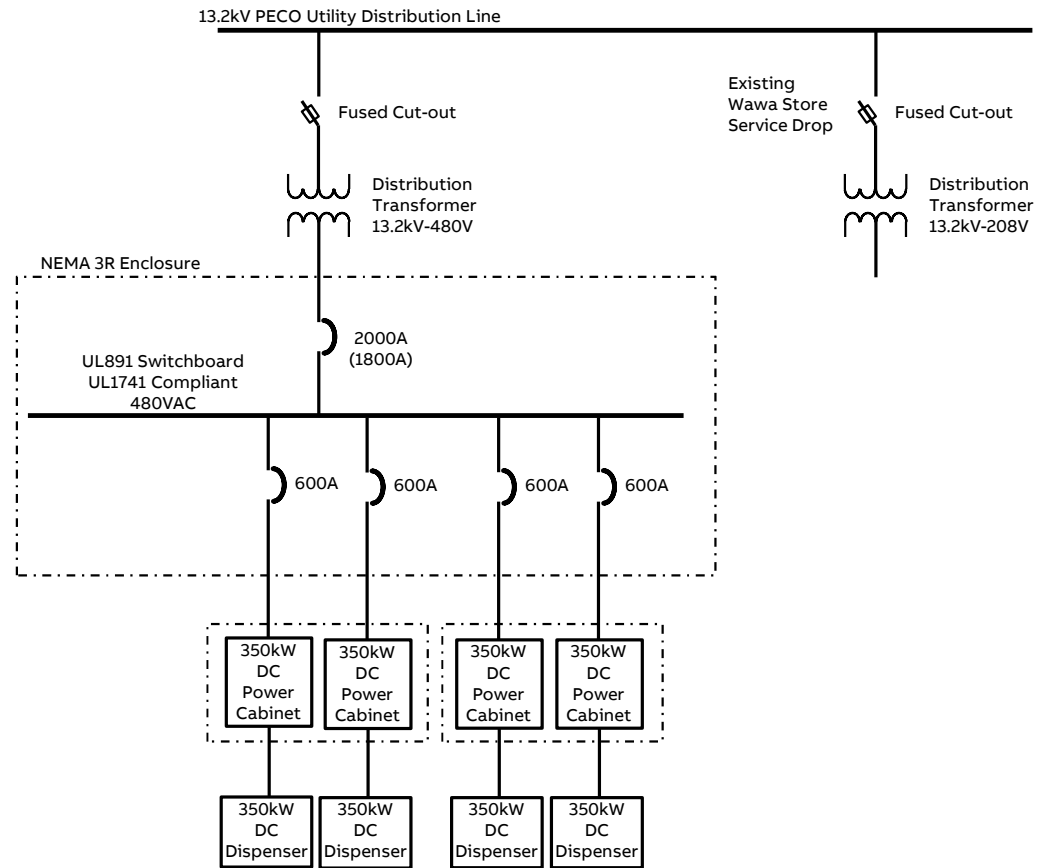 13.2kV PECO Utility Distribution Line
Fused Cut-out
Existing
Wawa Store
Service Drop
Fused Cut-out
Distribution
Transformer
13.2kV-480V
Distribution
Transformer
13.2kV-208V
NEMA 3R Enclosure
2000A
(1800A)
UL891 Switchboard
UL1741 Compliant
480VAC
600A
600A
600A
600A
350kW
DC
Power
Cabinet
350kW
DC
Power
Cabinet
350kW
DC
Power
Cabinet
350kW
DC
Power
Cabinet
350kW
DC
Dispenser
350kW
DC
Dispenser
350kW
DC
Dispenser
350kW
DC
Dispenser